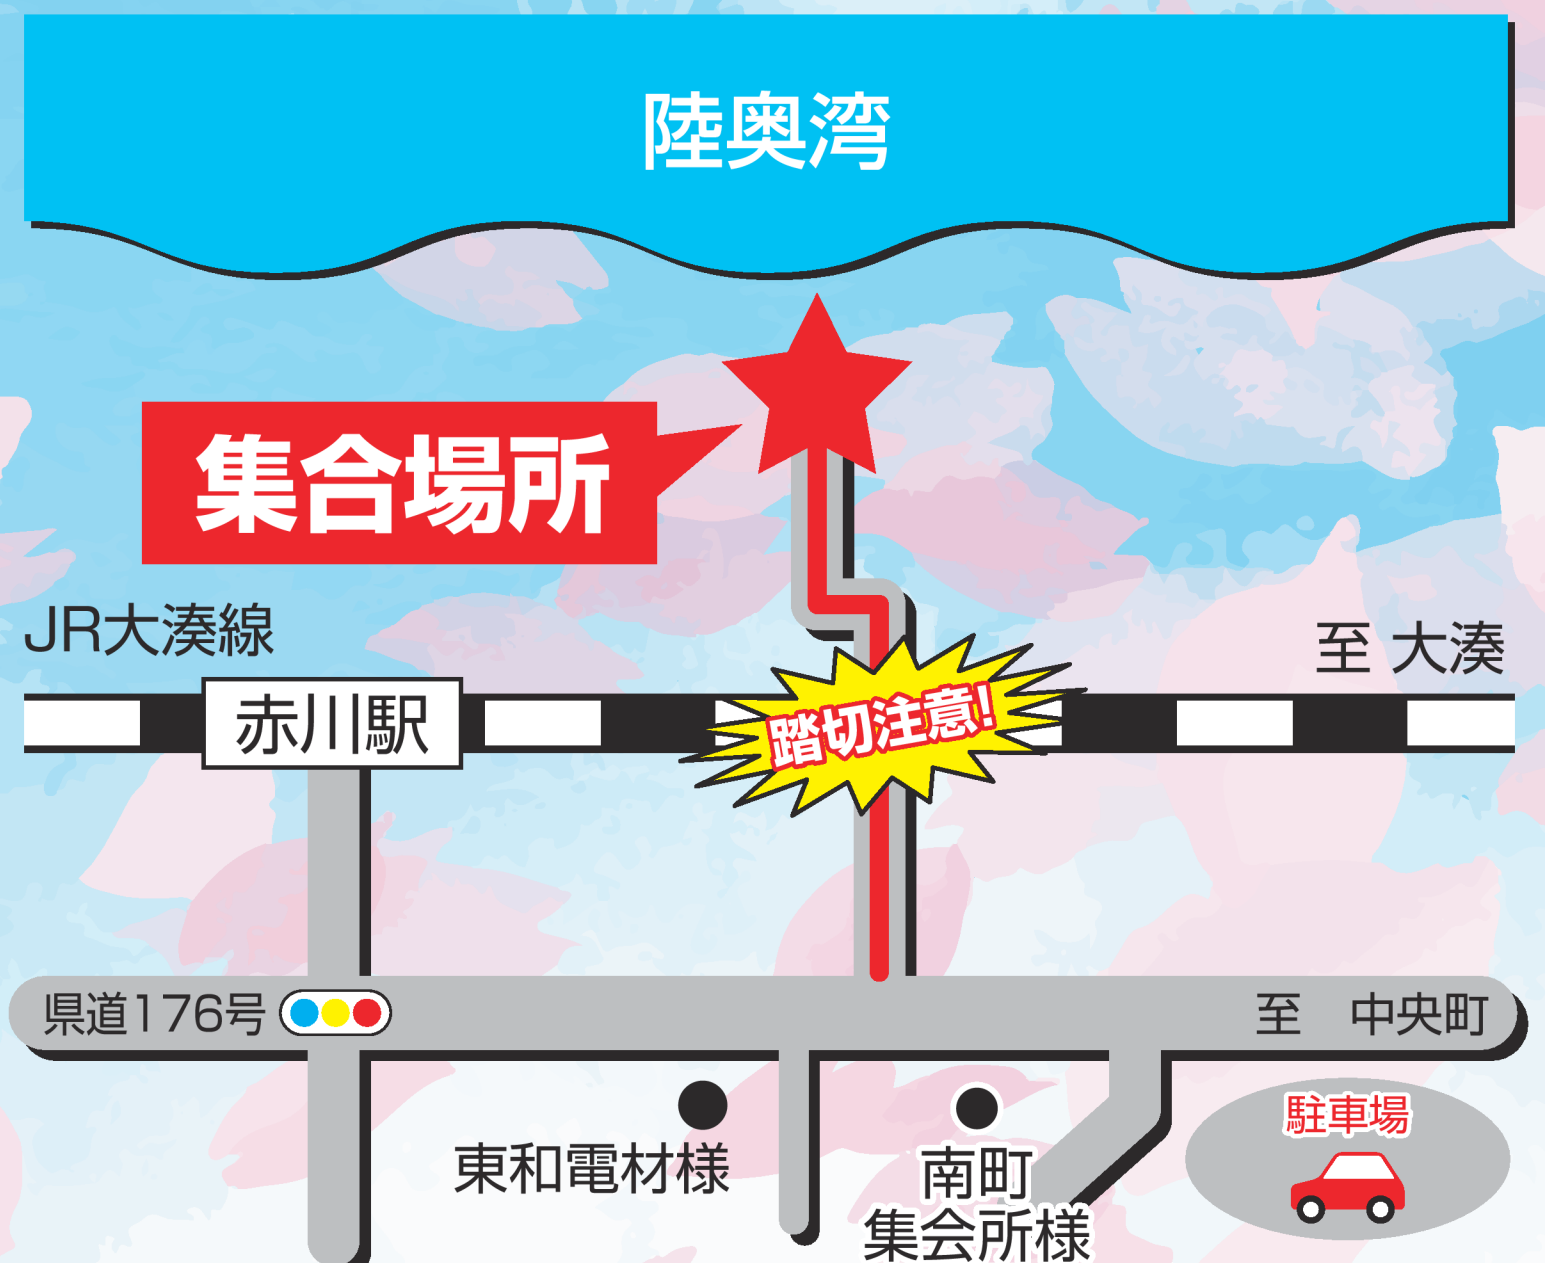 陸奥湾
集合場所
JR大湊線
至 大湊
赤川駅
踏切注意!
県道176号
至 中央町
駐車場
東和電材様
南町
集会所様